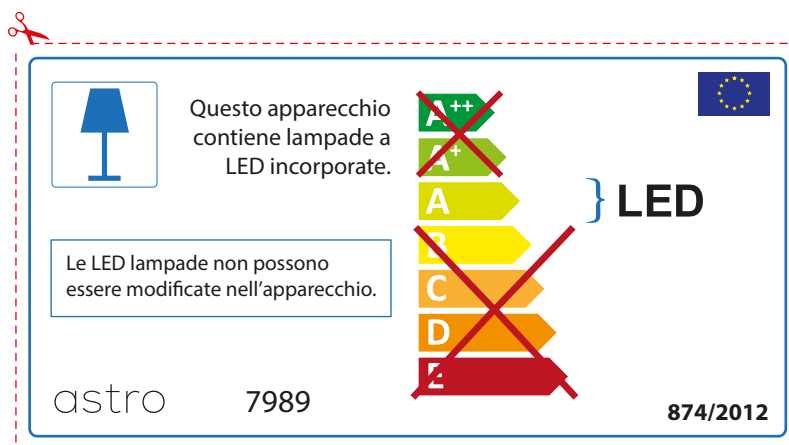 Questo apparecchio
contiene lampade a
LED incorporate.
A++
A+
A
B
C
D
E
LED
Le LED lampade non possono
essere modificate nell'apparecchio.
astro
7989
874/2012